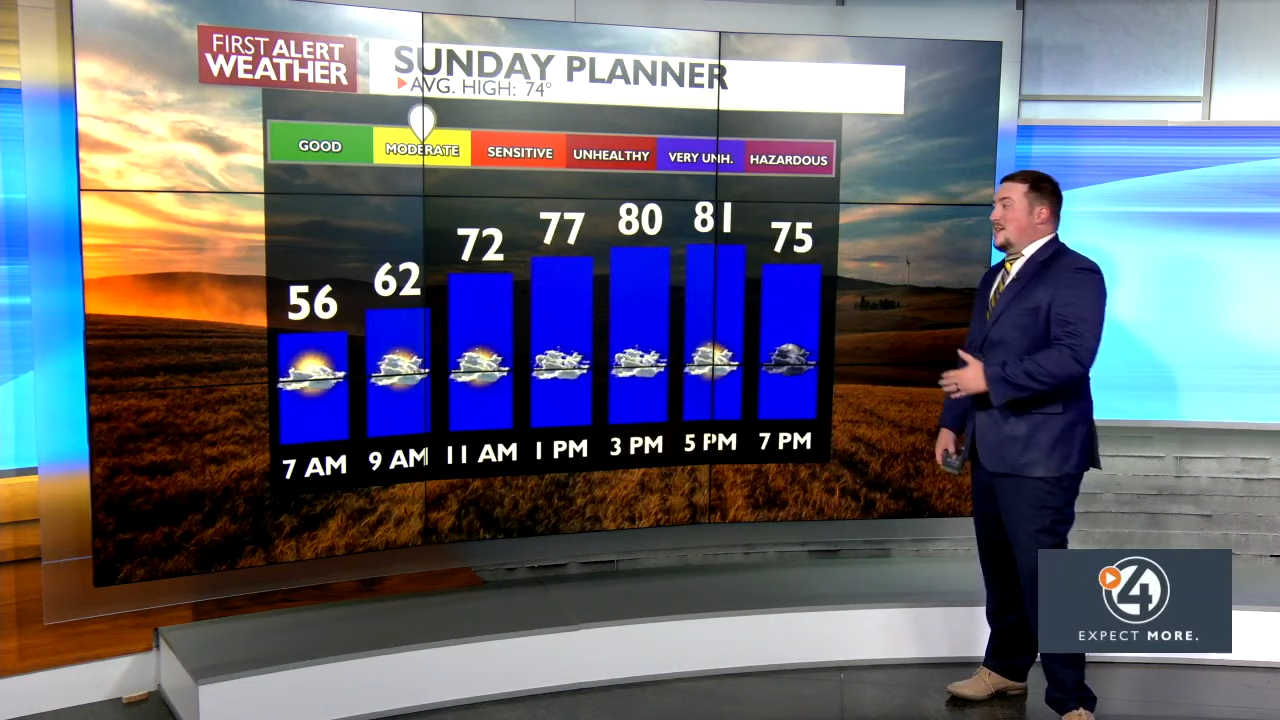 FIRST ALERT
WEATHER
SUNDAY PLANNER
AVG. HIGH: 74°
GOOD MODERATE SENSITIVE UNHEALTHY VERY UNH. HAZARDOUS
56 62 72 77 80 81 75
7 AM 9 AM 11 AM 1 PM 3 PM 5 PM 7 PM
4
EXPECT MORE.